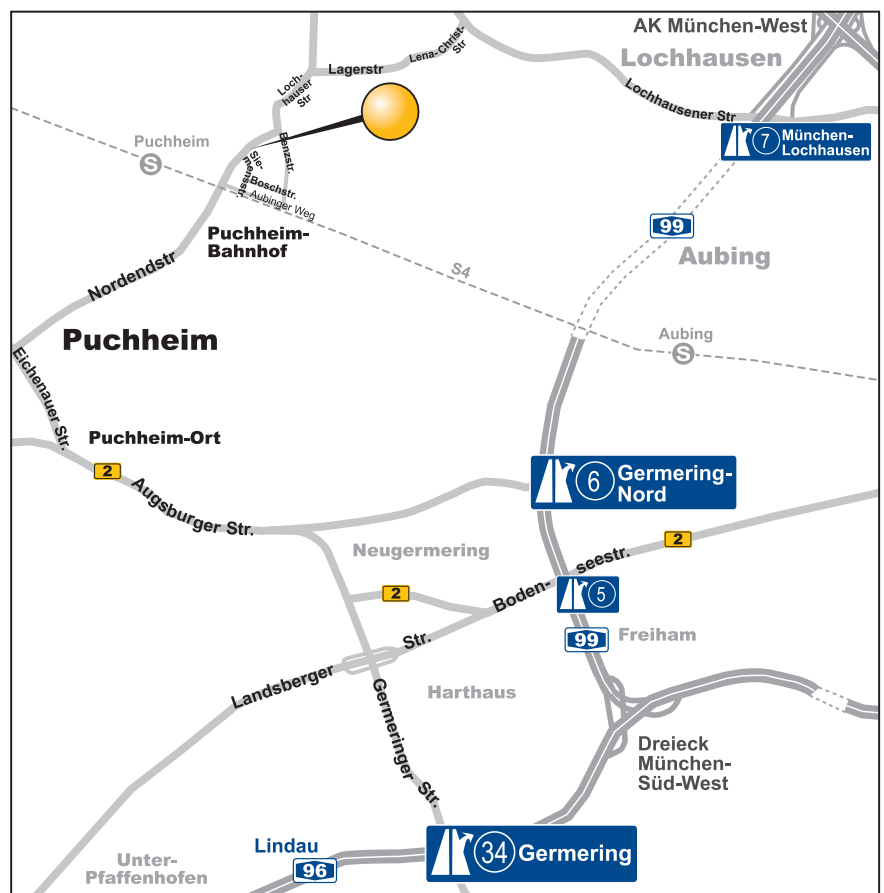 AK München-West
Lochhausen
Lena-Christ-
Str
Lagerstr
Loch-
hauser
Str
Lochhausener Str
7 München-
Lochhausen
Puchheim
S
Benzstr.
Sie-
mensstr.
Boschstr.
Aubinger Weg
Puchheim-
Bahnhof
99
Aubing
S4
Nordendstr
Puchheim
Aubing
S
Eichenauer Str.
Puchheim-Ort
2
Augsburger Str.
6 Germering-
Nord
Neugermering
2
Boden-
seestr.
2
5
99
Freiham
Landsberger
Str.
Harthaus
Germeringer
Str.
Dreieck
München-
Süd-West
Lindau
96
34 Germering
Unter-
Pfaffenhofen